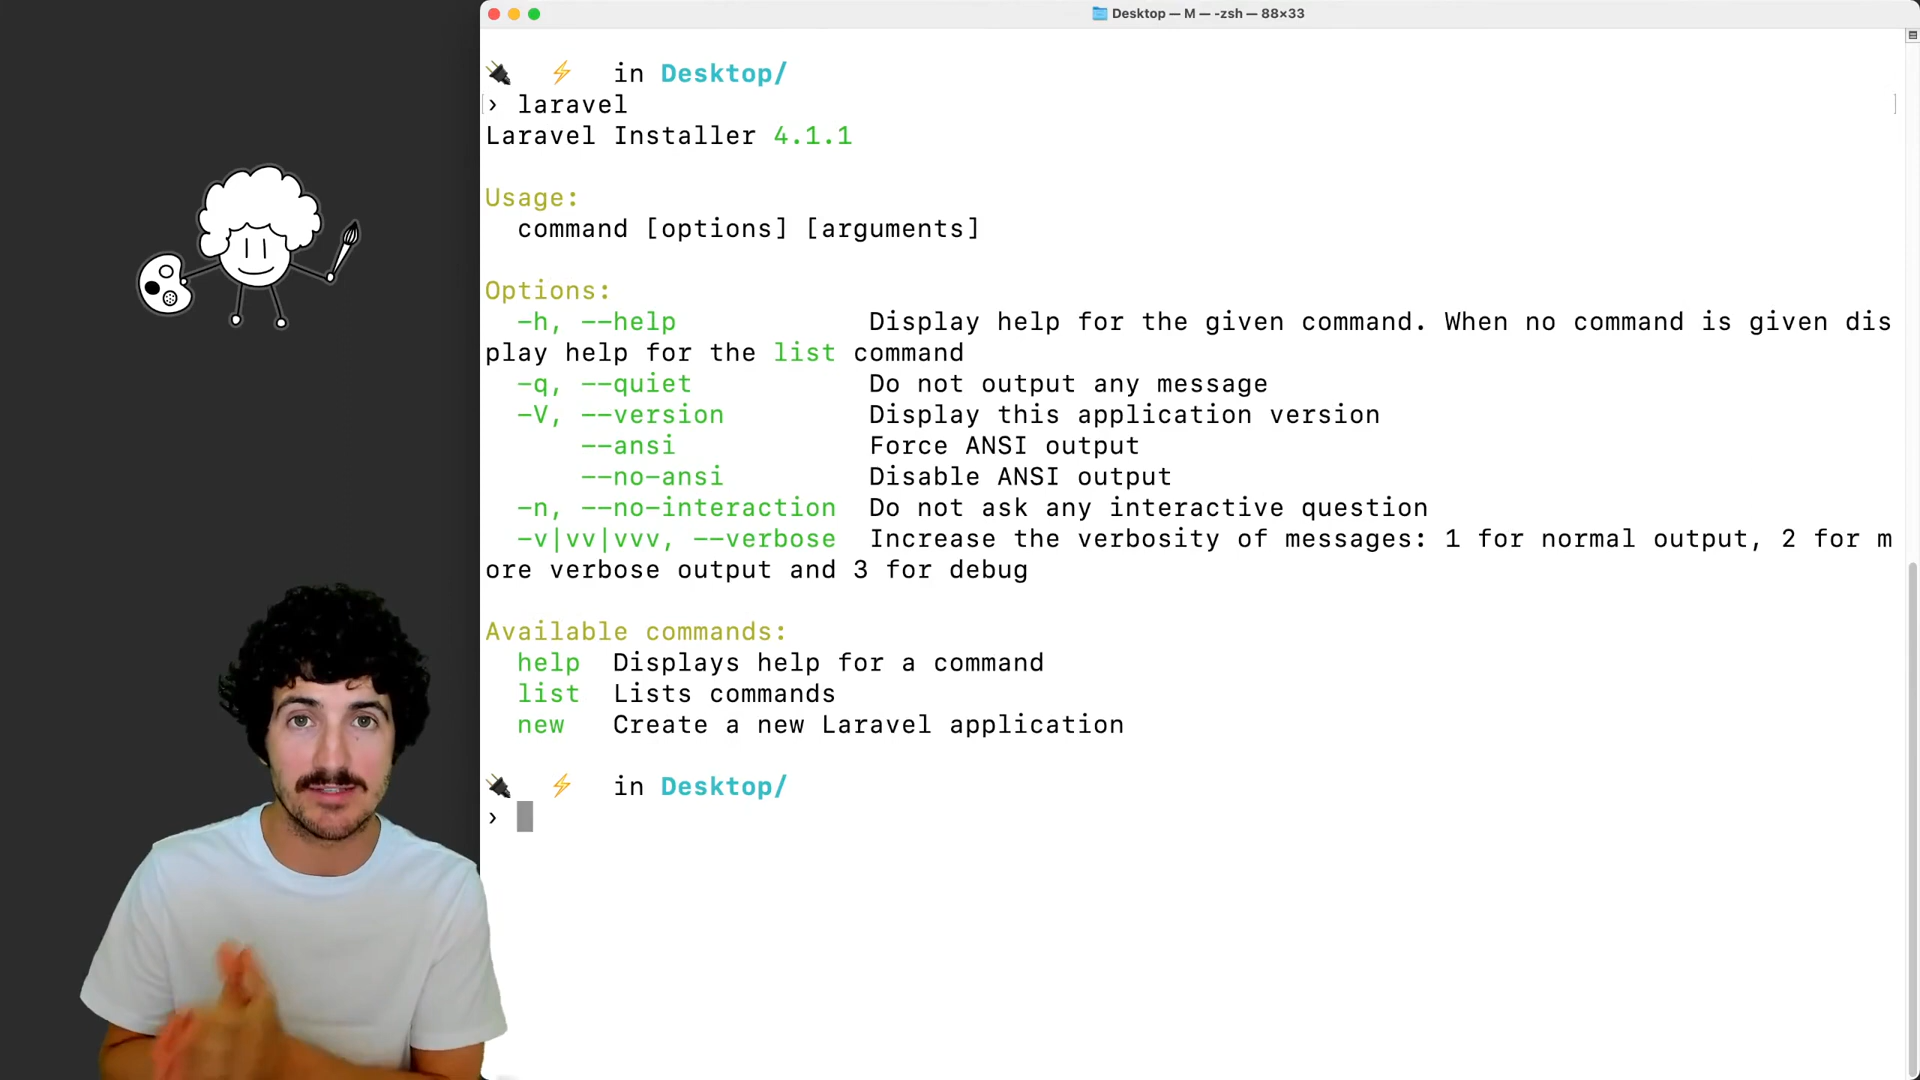 Desktop — M — -zsh — 88×33
in Desktop/
› laravel
Laravel Installer 4.1.1
Usage:
command [options] [arguments]
Options:
-h, --help Display help for the given command. When no command is given dis
play help for the list command
-q, --quiet Do not output any message
-V, --version Display this application version
--ansi Force ANSI output
--no-ansi Disable ANSI output
-n, --no-interaction Do not ask any interactive question
-v|vv|vvv, --verbose Increase the verbosity of messages: 1 for normal output, 2 for m
ore verbose output and 3 for debug
Available commands:
help Displays help for a command
list Lists commands
new Create a new Laravel application
in Desktop/
›